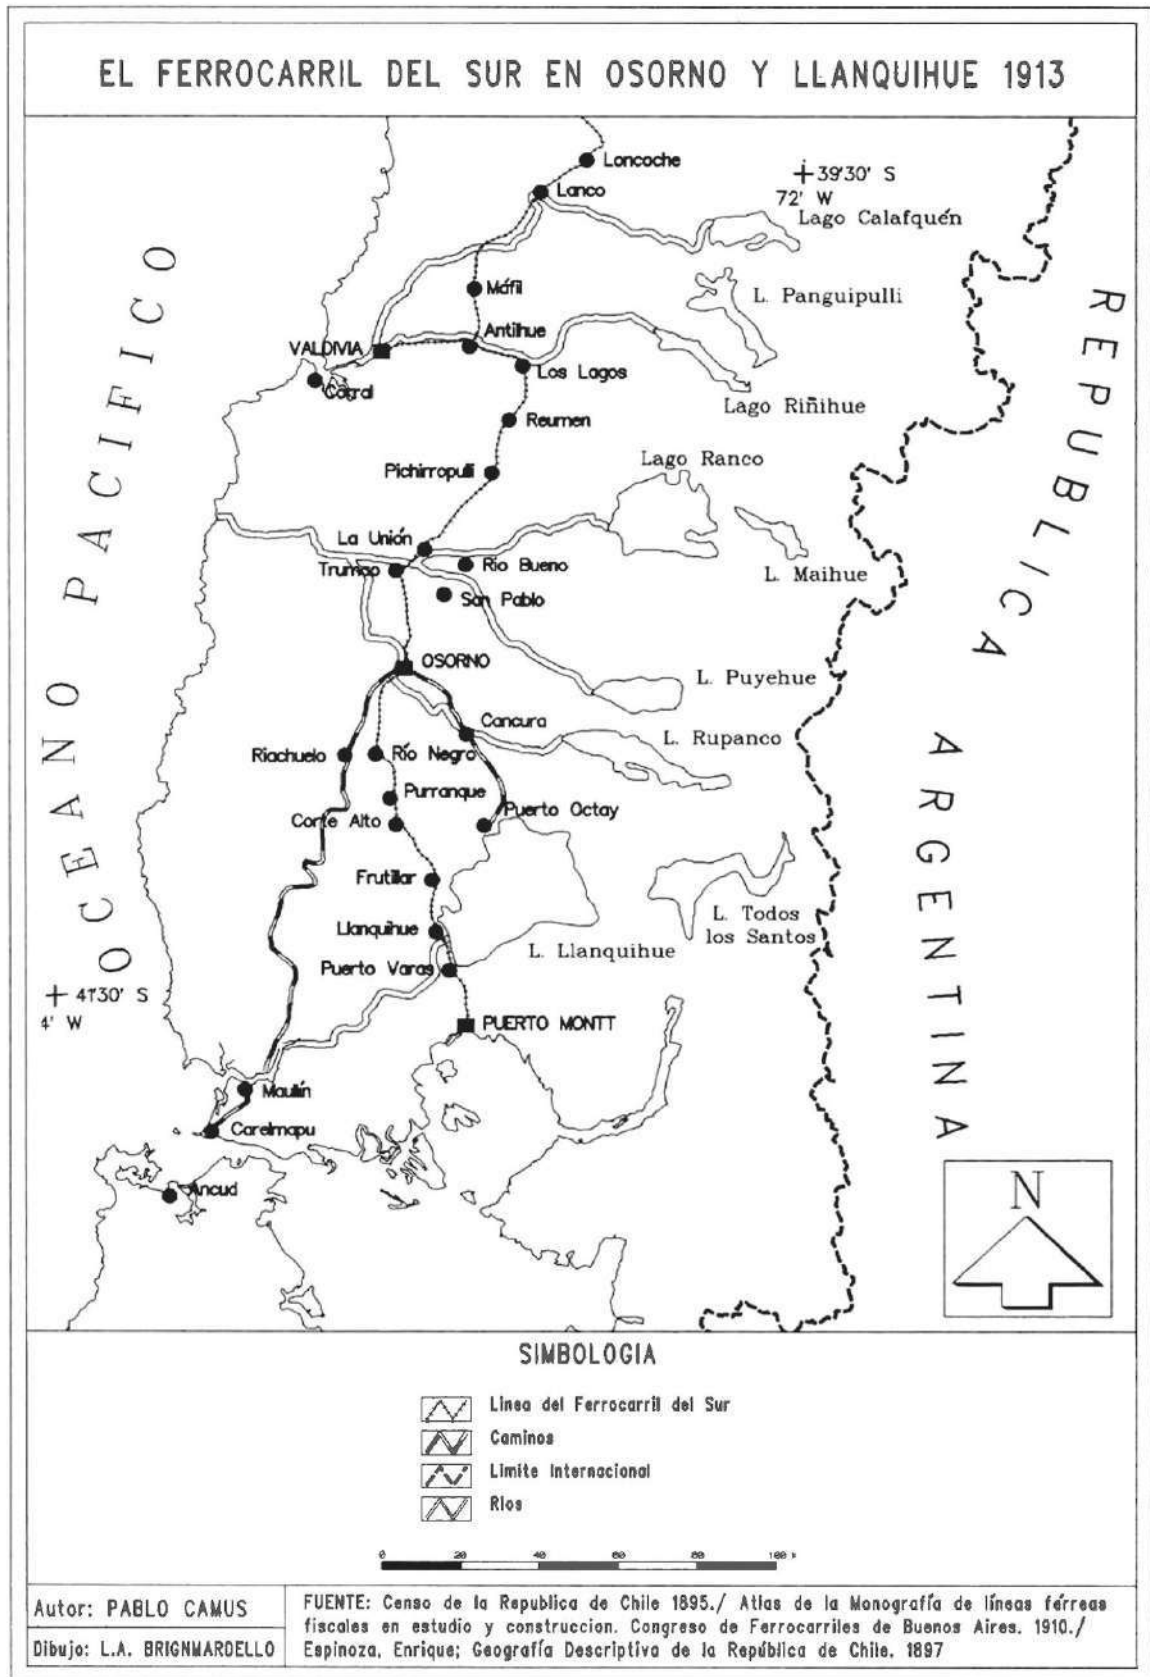 EL FERROCARRIL DEL SUR EN OSORNO Y LLANQUIHUE 1913
Loncoche
39°30' S
72° W
Lanco
Lago Calafquén
Máfil
L. Panguipulli
Antilhue
VALDIVIA
Los Lagos
Corral
Lago Riñihue
Reumen
Lago Ranco
Pichirropulli
La Unión
Río Bueno
Trumao
L. Maihue
San Pablo
OSORNO
L. Puyehue
Cancura
L. Rupanco
Riachuelo
Río Negro
Purranque
Puerto Octay
Corte Alto
Frutillar
L. Todos
los Santos
Llanquihue
L. Llanquihue
Puerto Varas
41°30' S
4' W
PUERTO MONTT
Maullín
Carelmapu
Ancud
OCEANO PACIFICO
REPUBLICA
ARGENTINA
N
SIMBOLOGIA
Linea del Ferrocarril del Sur
Caminos
Limite Internacional
Rios
0 20 40 60 80 100
Autor: PABLO CAMUS
Dibujo: L.A. BRIGNMARDELLO
FUENTE: Censo de la Republica de Chile 1895./ Atlas de la Monografía de líneas férreas
fiscales en estudio y construccion. Congreso de Ferrocarriles de Buenos Aires. 1910./
Espinoza, Enrique; Geografía Descriptiva de la República de Chile. 1897